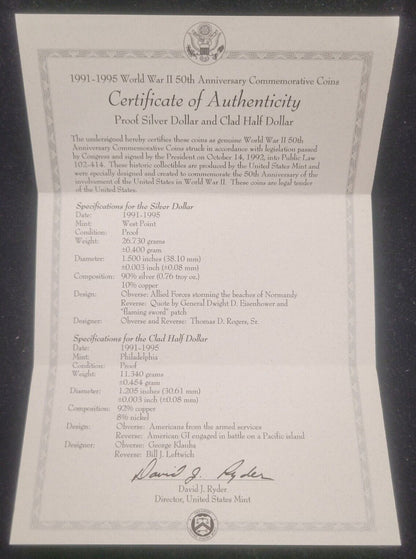 1991-1995 World War II 50th Anniversary Commemorative Coins
Certificate of Authenticity
Proof Silver Dollar and Clad Half Dollar
The undersigned hereby certifies these coins as genuine World War II 50th
Anniversary Commemorative Coins struck in accordance with legislation passed
by Congress and signed by the President on October 14, 1992, into Public Law
102-414. These historic collectibles are produced by the United States Mint and
were specially designed and created to commemorate the 50th Anniversary of the
involvement of the United States in World War II. These coins are legal tender
of the United States.
Specifications for the Silver Dollar
Date: 1991-1995
Mint: West Point
Condition: Proof
Weight: 26.730 grams
±0.400 gram
Diameter: 1.500 inches (38.10 mm)
±0.003 inch (±0.08 mm)
Composition: 90% silver (0.76 troy oz.)
10% copper
Design: Obverse: Allied Forces storming the beaches of Normandy
Reverse: Quote by General Dwight D. Eisenhower and
"flaming sword" patch
Designer: Obverse and Reverse: Thomas D. Rogers, Sr.
Specifications for the Clad Half Dollar
Date: 1991-1995
Mint: Philadelphia
Condition: Proof
Weight: 11.340 grams
±0.454 gram
Diameter: 1.205 inches (30.61 mm)
±0.003 inch (±0.08 mm)
Composition: 92% copper
8% nickel
Design: Obverse: Americans from the armed services
Reverse: American GI engaged in battle on a Pacific island
Designer: Obverse: George Klauba
Reverse: Bill J. Leftwich
David J. Ryder
David J. Ryder
Director, United States Mint